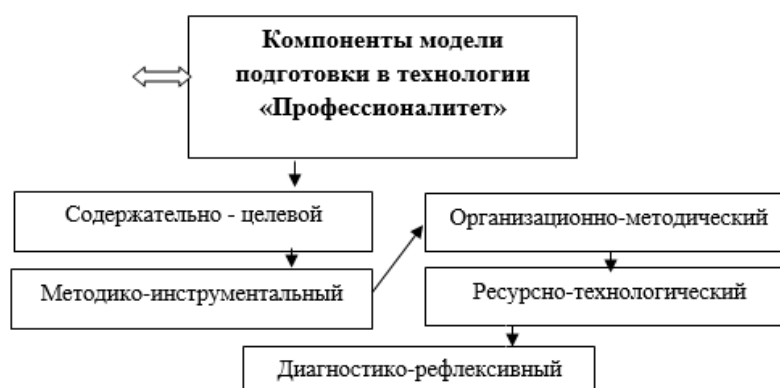 Компоненты модели
подготовки в технологии
«Профессионалитет»
Содержательно - целевой
Методико-инструментальный
Организационно-методический
Ресурсно-технологический
Диагностико-рефлексивный